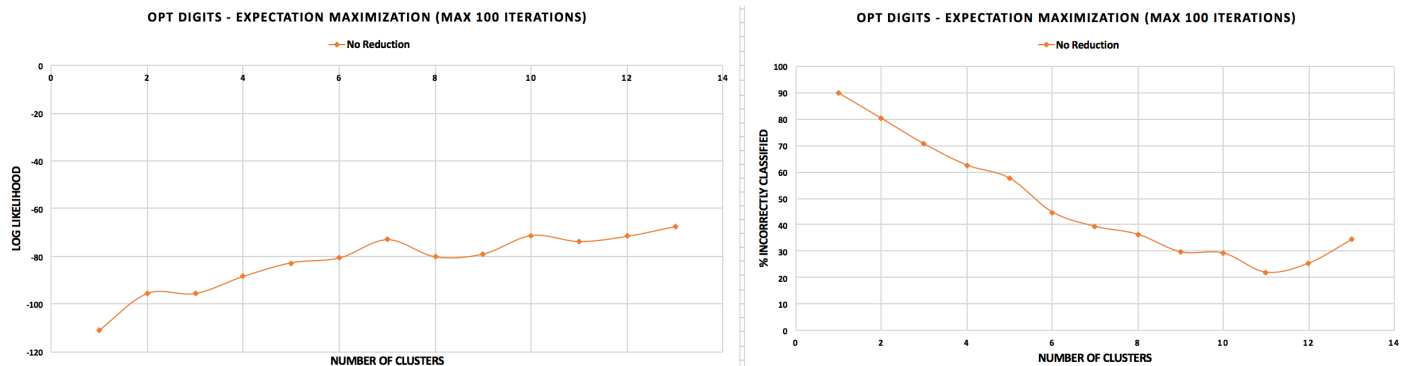 OPT DIGITS - EXPECTATION MAXIMIZATION (MAX 100 ITERATIONS)
No Reduction
0
0 2 4 6 8 10 12 14
-20
-40
-60
-80
-100
-120
LOG LIKELIHOOD
NUMBER OF CLUSTERS
OPT DIGITS - EXPECTATION MAXIMIZATION (MAX 100 ITERATIONS)
No Reduction
100
90
80
70
60
50
40
30
20
10
0
% INCORRECTLY CLASSIFIED
0 2 4 6 8 10 12 14
NUMBER OF CLUSTERS